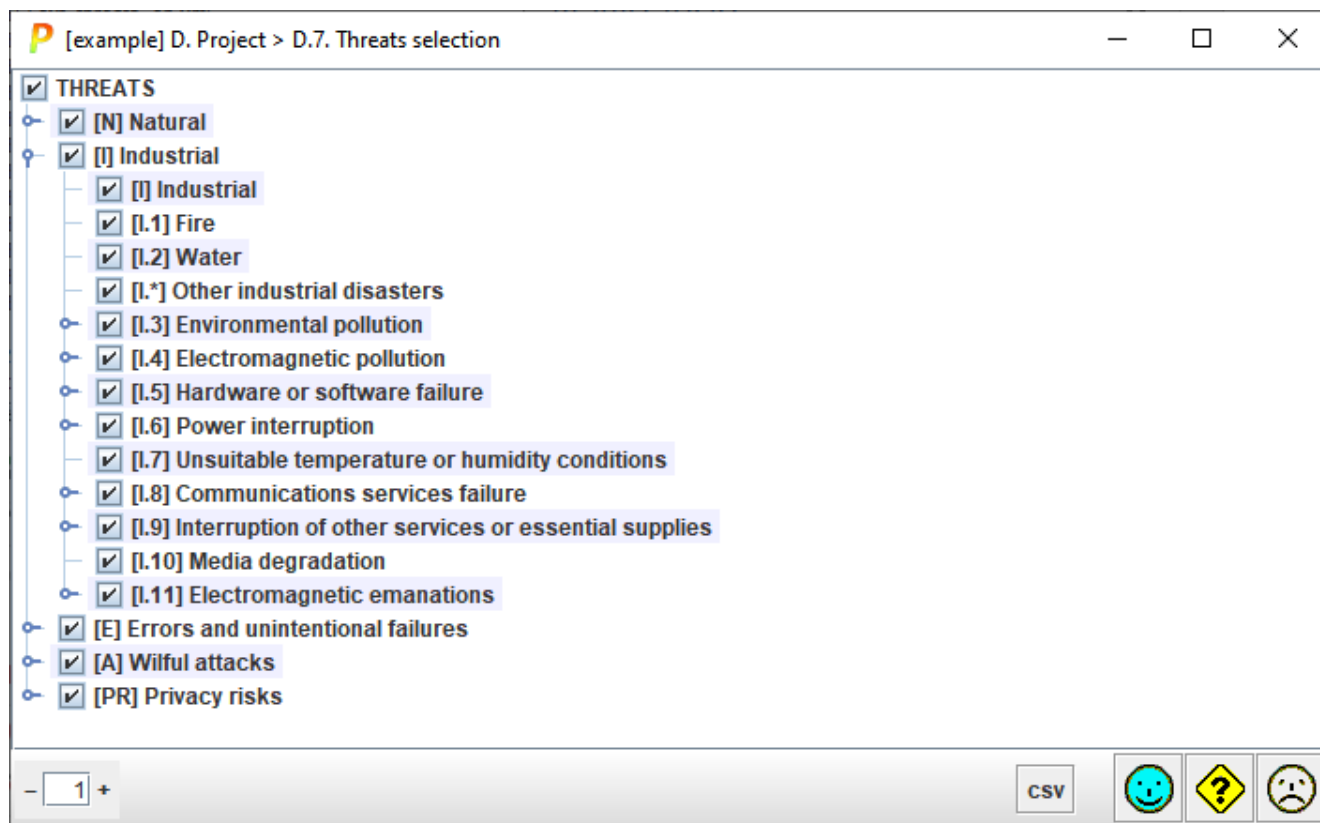 P [example] D. Project > D.7. Threats selection
THREATS
[N] Natural
[I] Industrial
[I] Industrial
[I.1] Fire
[I.2] Water
[I.*] Other industrial disasters
[I.3] Environmental pollution
[I.4] Electromagnetic pollution
[I.5] Hardware or software failure
[I.6] Power interruption
[I.7] Unsuitable temperature or humidity conditions
[I.8] Communications services failure
[I.9] Interruption of other services or essential supplies
[I.10] Media degradation
[I.11] Electromagnetic emanations
[E] Errors and unintentional failures
[A] Wilful attacks
[PR] Privacy risks
– 1 + csv ?